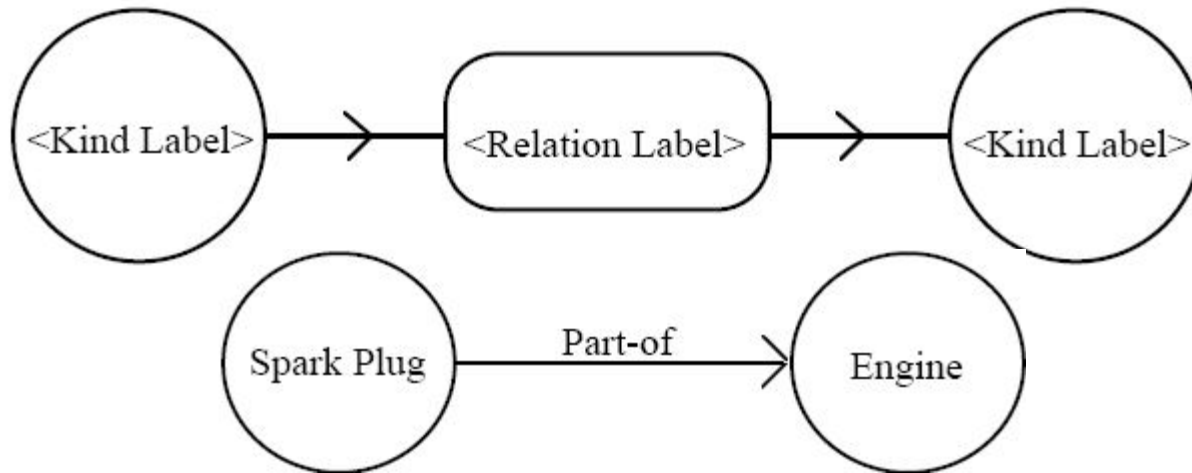 <Kind Label>
<Relation Label>
<Kind Label>
Spark Plug
Part-of
Engine